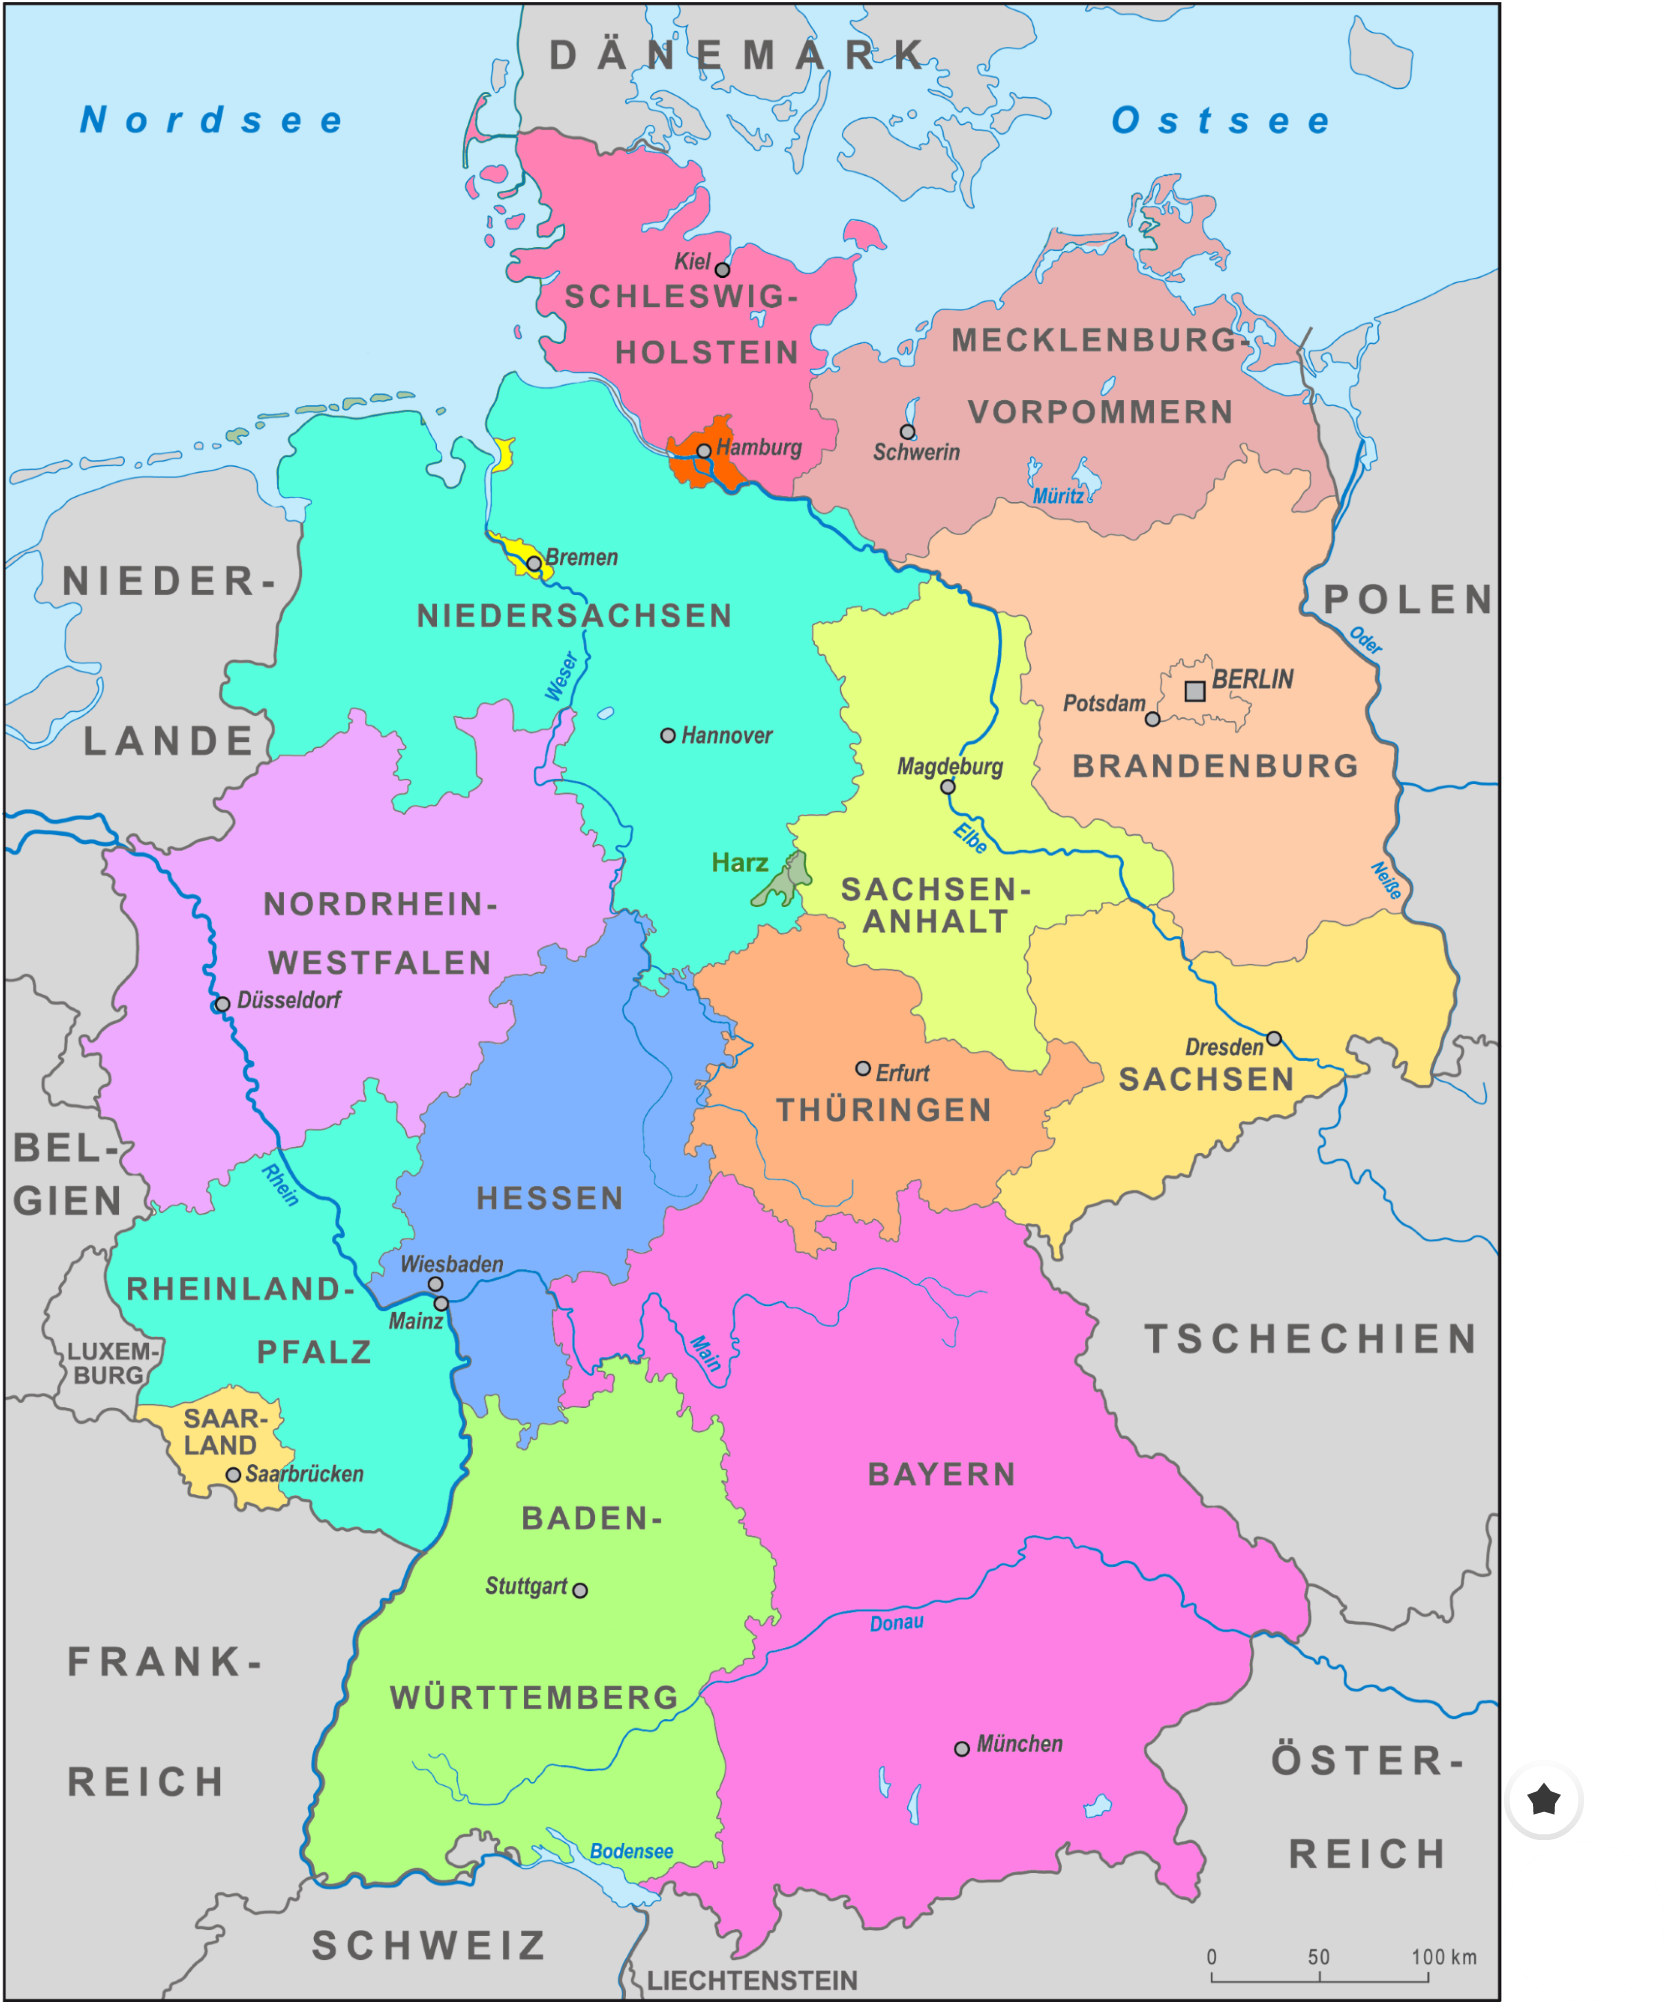 DÄNEMARK
Nordsee
Ostsee
Kiel
SCHLESWIG-
HOLSTEIN
MECKLENBURG-
VORPOMMERN
Schwerin
Müritz
Hamburg
Bremen
NIEDERSACHSEN
Weser
Hannover
NIEDER-
LANDE
POLEN
Oder
BERLIN
Potsdam
BRANDENBURG
Magdeburg
Elbe
Neiße
Harz
SACHSEN-
ANHALT
NORDRHEIN-
WESTFALEN
Düsseldorf
Dresden
SACHSEN
Erfurt
THÜRINGEN
BEL-
GIEN
Rhein
HESSEN
Wiesbaden
Mainz
RHEINLAND-
PFALZ
LUXEM-
BURG
Main
TSCHECHIEN
SAAR-
LAND
Saarbrücken
BAYERN
BADEN-
Stuttgart
WÜRTTEMBERG
Donau
FRANK-
REICH
München
ÖSTER-
REICH
Bodensee
SCHWEIZ
LIECHTENSTEIN
0 50 100 km